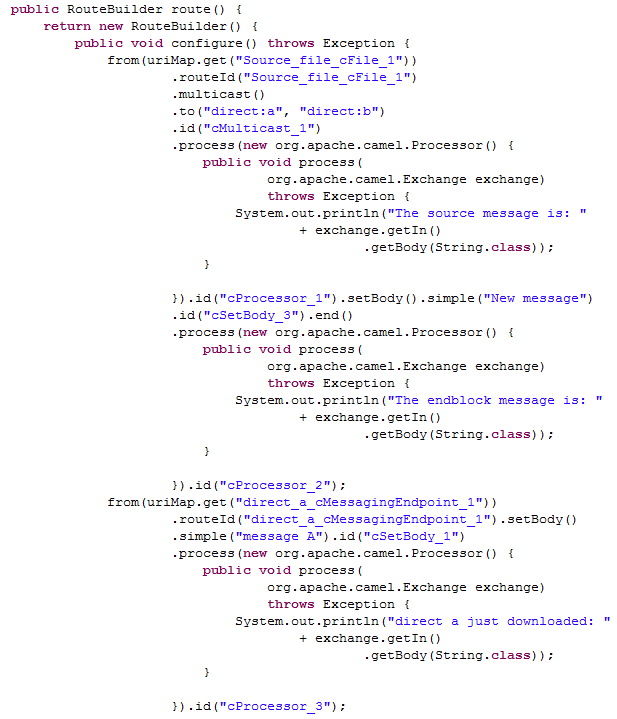 public RouteBuilder route() {
return new RouteBuilder() {
public void configure() throws Exception {
from(uriMap.get("Source_file_cFile_1"))
.routeId("Source_file_cFile_1")
.multicast()
.to("direct:a", "direct:b")
.id("cMulticast_1")
.process(new org.apache.camel.Processor() {
public void process(
org.apache.camel.Exchange exchange)
throws Exception {
System.out.println("The source message is: "
+ exchange.getIn()
.getBody(String.class));
}
}).id("cProcessor_1").setBody().simple("New message")
.id("cSetBody_3").end()
.process(new org.apache.camel.Processor() {
public void process(
org.apache.camel.Exchange exchange)
throws Exception {
System.out.println("The endblock message is: "
+ exchange.getIn()
.getBody(String.class));
}
}).id("cProcessor_2");
from(uriMap.get("direct_a_cMessagingEndpoint_1"))
.routeId("direct_a_cMessagingEndpoint_1").setBody()
.simple("message A").id("cSetBody_1")
.process(new org.apache.camel.Processor() {
public void process(
org.apache.camel.Exchange exchange)
throws Exception {
System.out.println("direct a just downloaded: "
+ exchange.getIn()
.getBody(String.class));
}
}).id("cProcessor_3");